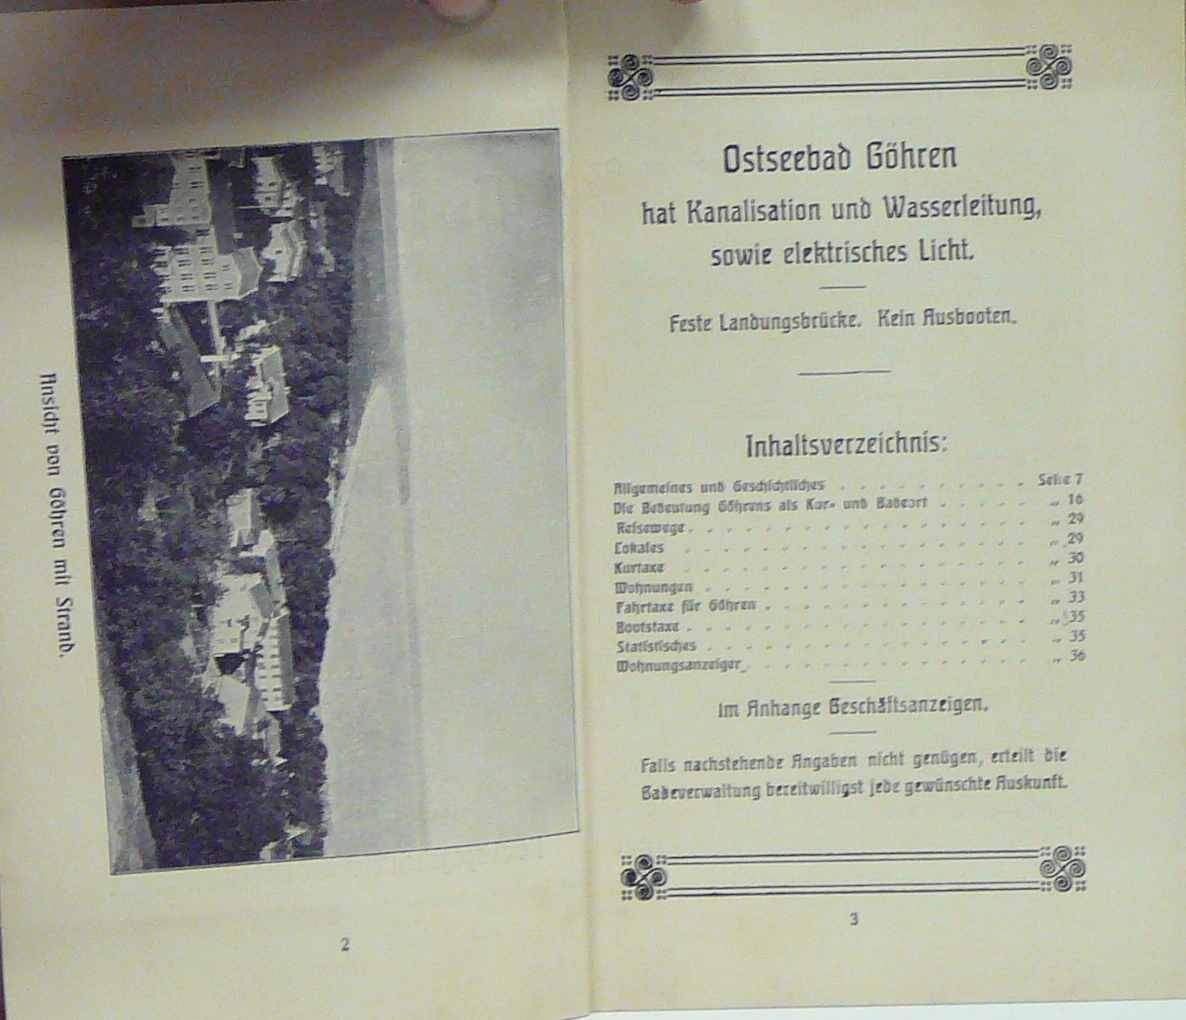 Ansicht von Göhren mit Strand.
2
Ostseebad Göhren
hat Kanalisation und Wasserleitung,
sowie elektrisches Licht.
Feste Landungsbrücke. Kein Ausbooten.
Inhaltsverzeichnis:
Allgemeines und Geschichtliches . . . . . . . . . . Seite 7
Die Bedeutung Göhrens als Kur- und Badeort . . . . . „ 16
Reisewege . . . . . . . . . . . . . . . . . . „ 29
Lokales . . . . . . . . . . . . . . . . . . „ 29
Kurtaxe . . . . . . . . . . . . . . . . . . „ 30
Wohnungen . . . . . . . . . . . . . . . . . „ 31
Fahrtaxe für Göhren . . . . . . . . . . . . . . „ 33
Bootstaxe . . . . . . . . . . . . . . . . . . „ 35
Statistisches . . . . . . . . . . . . . . . . . „ 35
Wohnungsanzeiger . . . . . . . . . . . . . . . „ 36
Im Anhange Geschäftsanzeigen.
Falls nachstehende Angaben nicht genügen, erteilt die
Badeverwaltung bereitwilligst jede gewünschte Auskunft.
3